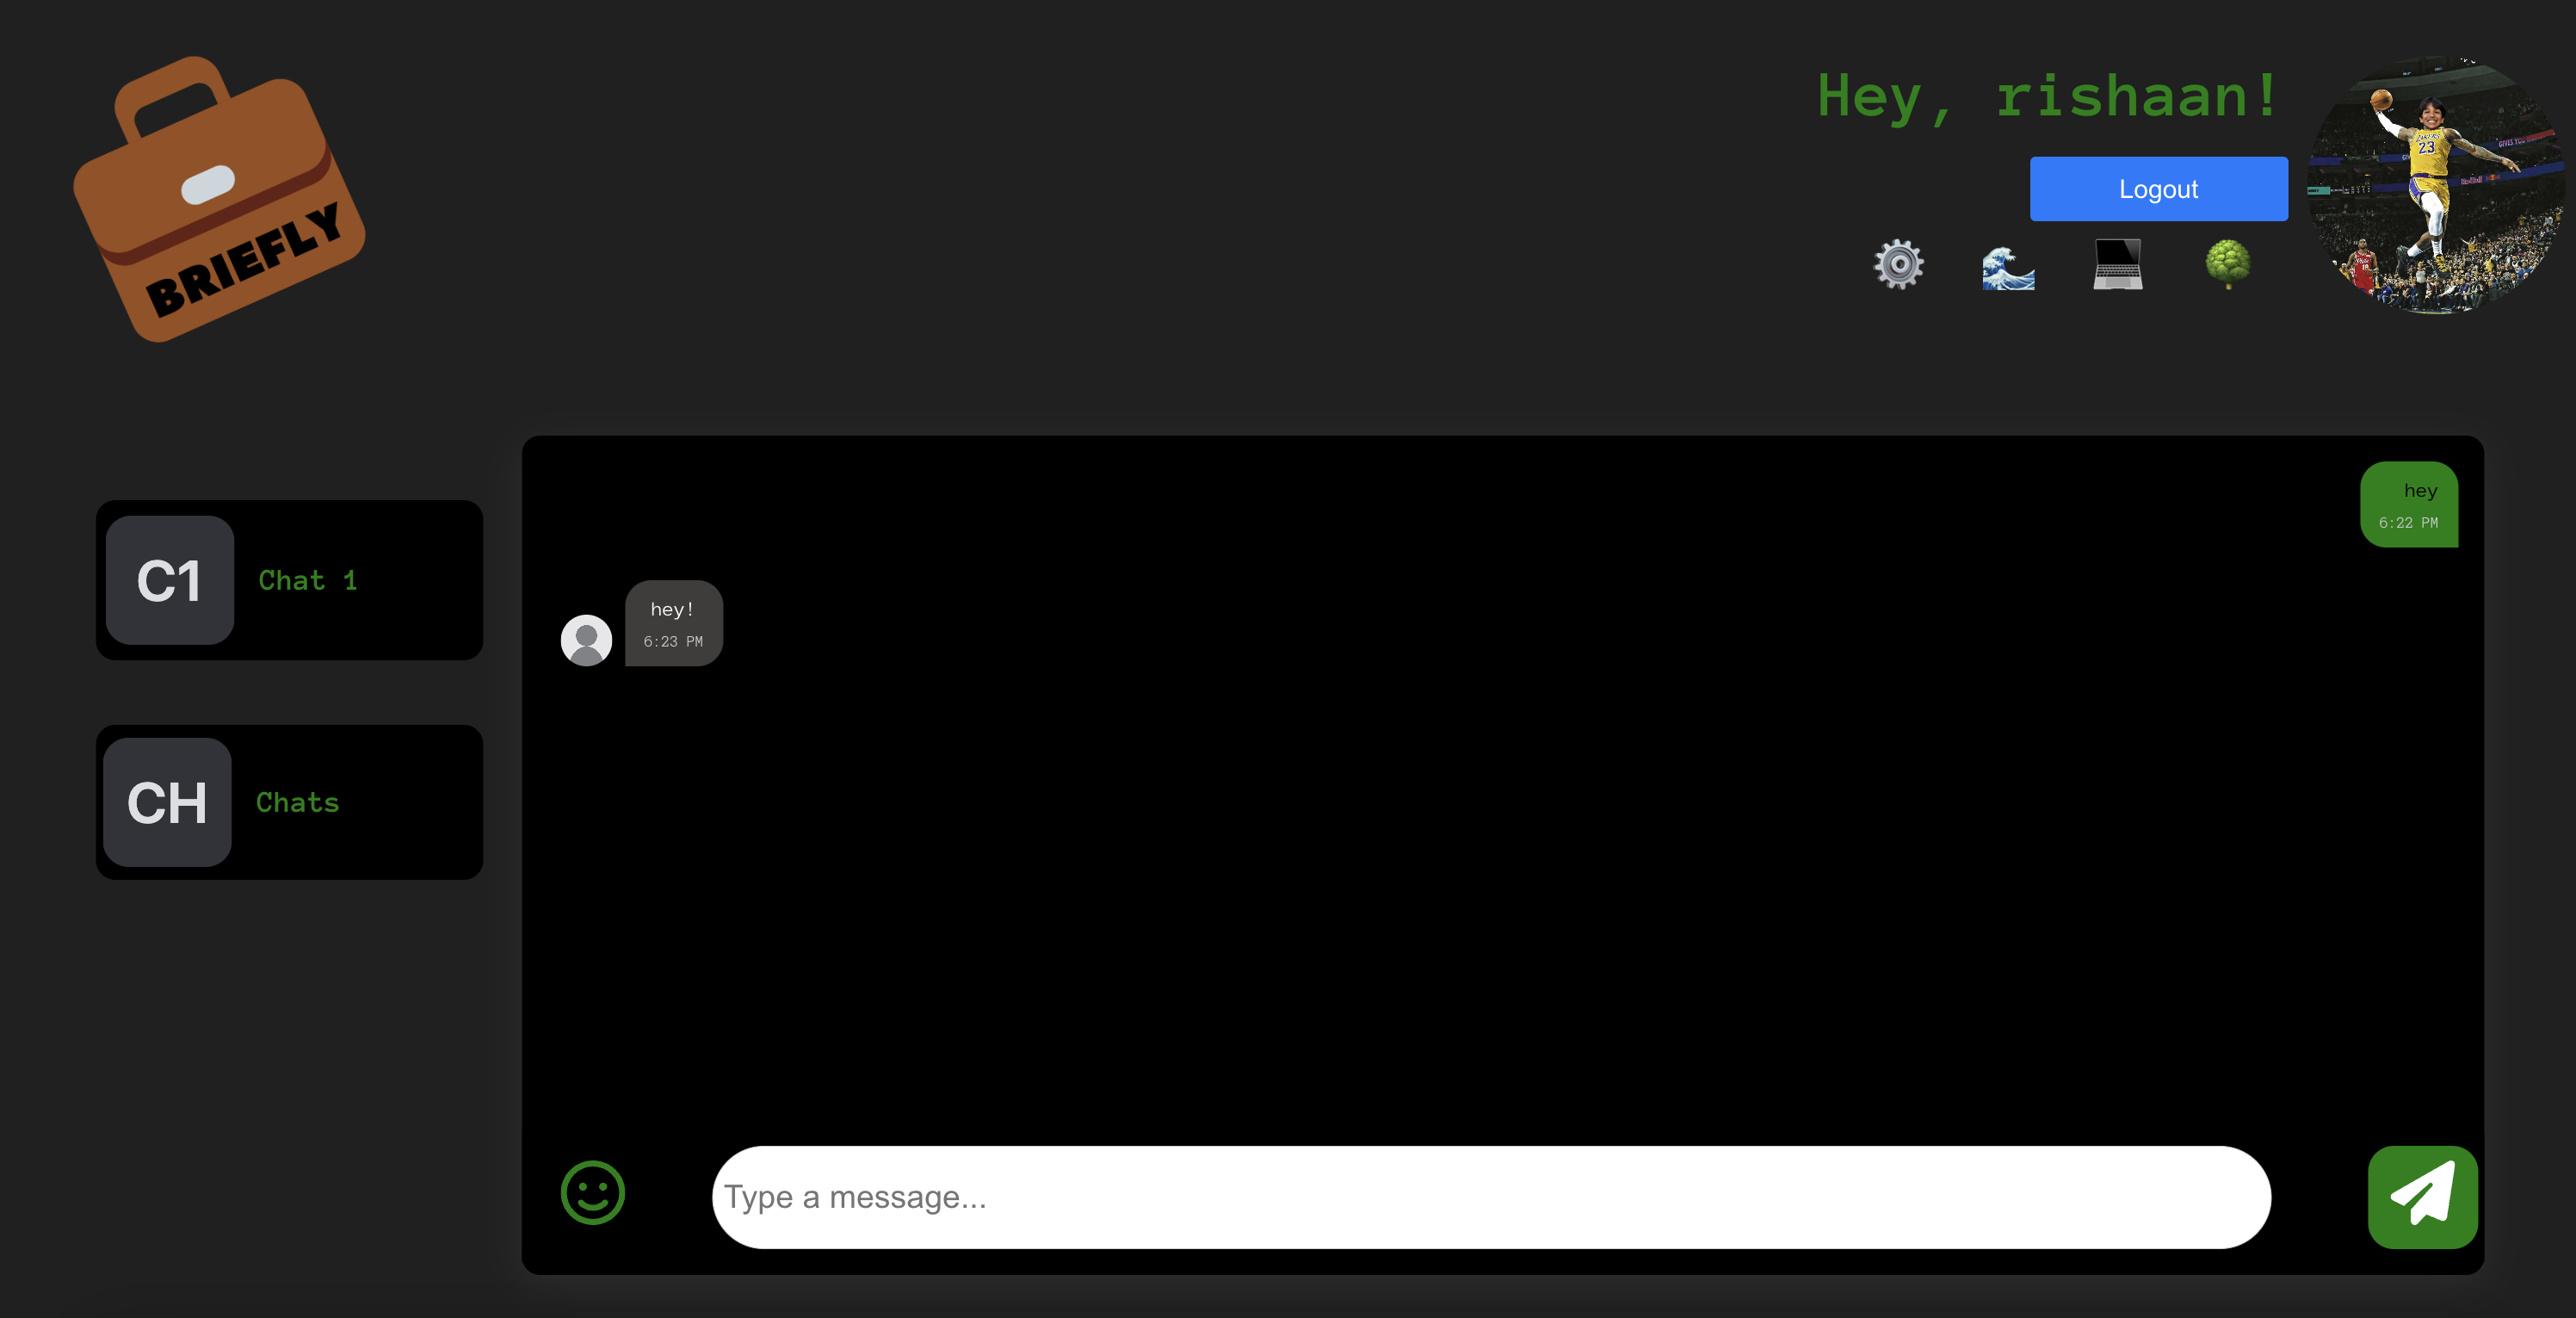 BRIEFLY
Hey, rishaan!
Logout
C1
Chat 1
CH
Chats
hey
6:22 PM
hey!
6:23 PM
Type a message...
23